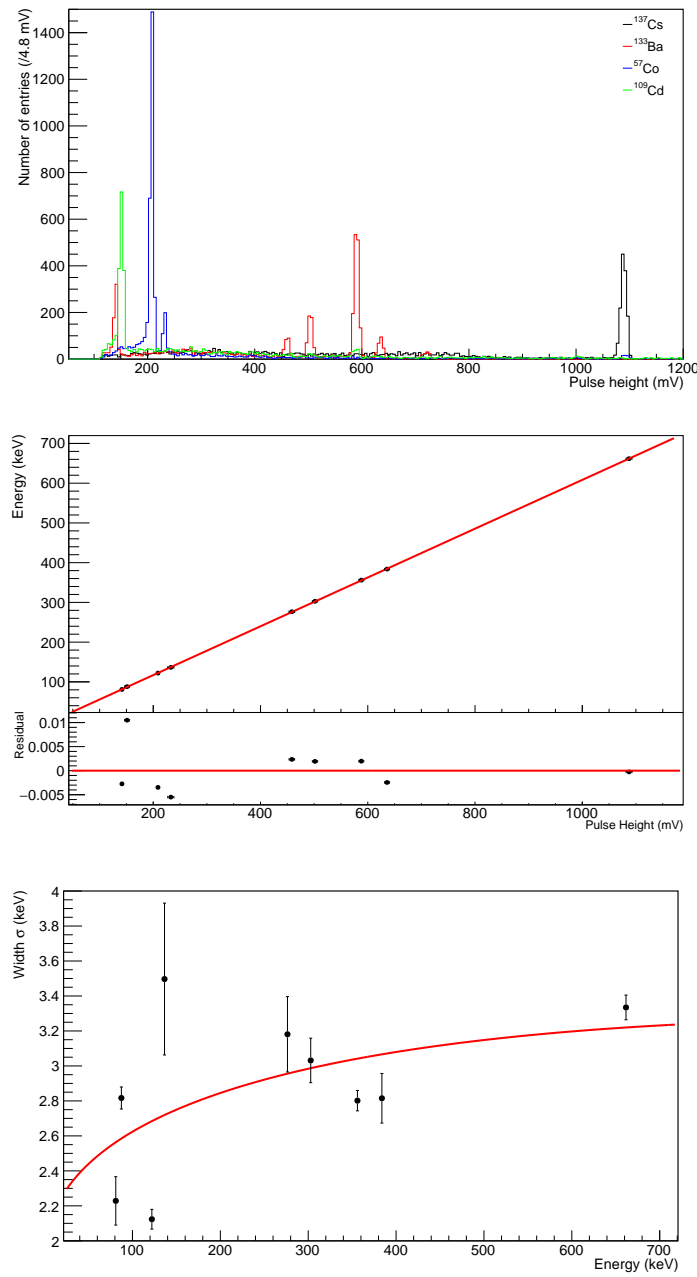 Number of entries (/4.8 mV)
1400
1200
1000
800
600
400
200
0
137Cs
133Ba
57Co
109Cd
200 400 600 800 1000 1200
Pulse height (mV)
Energy (keV)
700
600
500
400
300
200
100
Residual
0.01
0.005
0
−0.005
200 400 600 800 1000
Pulse Height (mV)
Width σ (keV)
4
3.8
3.6
3.4
3.2
3
2.8
2.6
2.4
2.2
2
100 200 300 400 500 600 700
Energy (keV)